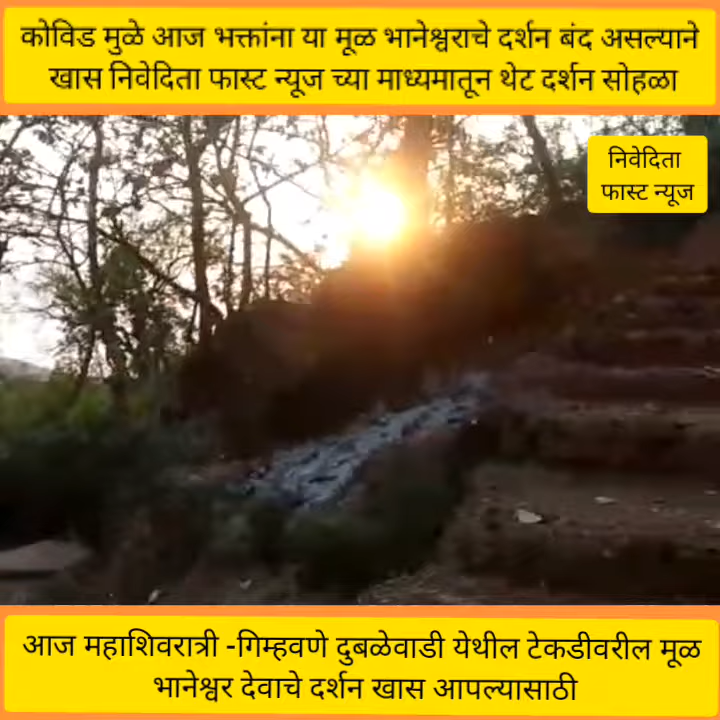 कोविड मुळे आज भक्तांना या मूळ भानेश्वराचे दर्शन बंद असल्याने
खास निवेदिता फास्ट न्यूज च्या माध्यमातून थेट दर्शन सोहळा
निवेदिता
फास्ट न्यूज
आज महाशिवरात्री -गिम्हवणे दुबळेवाडी येथील टेकडीवरील मूळ
भानेश्वर देवाचे दर्शन खास आपल्यासाठी